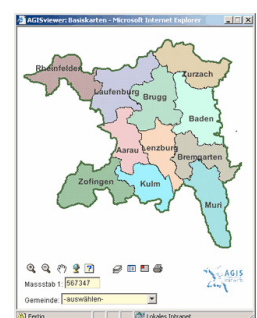 AGISviewer: Basiskarten - Microsoft Internet Explorer
Zurzach
Rheinfelden
Laufenburg
Brugg
Baden
Aarau
Lenzburg
Bremgarten
Zofingen
Kulm
Muri
AGIS
Massstab 1: 567347
Gemeinde: -auswählen-
Fertig
Lokales Intranet